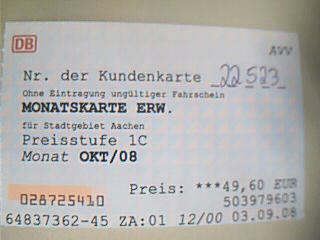 DB AVV
Nr. der Kundenkarte 22523
Ohne Eintragung ungültiger Fahrschein
MONATSKARTE ERW.
für Stadtgebiet Aachen
Preisstufe 1C
Monat OKT/08
Preis: ***49,60 EUR
028725410 503979603
64837362-45 ZA:01 12/00 03.09.08